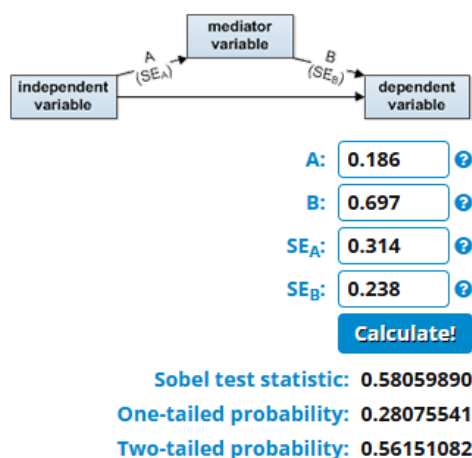 mediator
variable
A
(SEA)
B
(SEB)
independent
variable
dependent
variable
A: 0.186 ?
B: 0.697 ?
SEA: 0.314 ?
SEB: 0.238 ?
Calculate!
Sobel test statistic: 0.58059890
One-tailed probability: 0.28075541
Two-tailed probability: 0.56151082